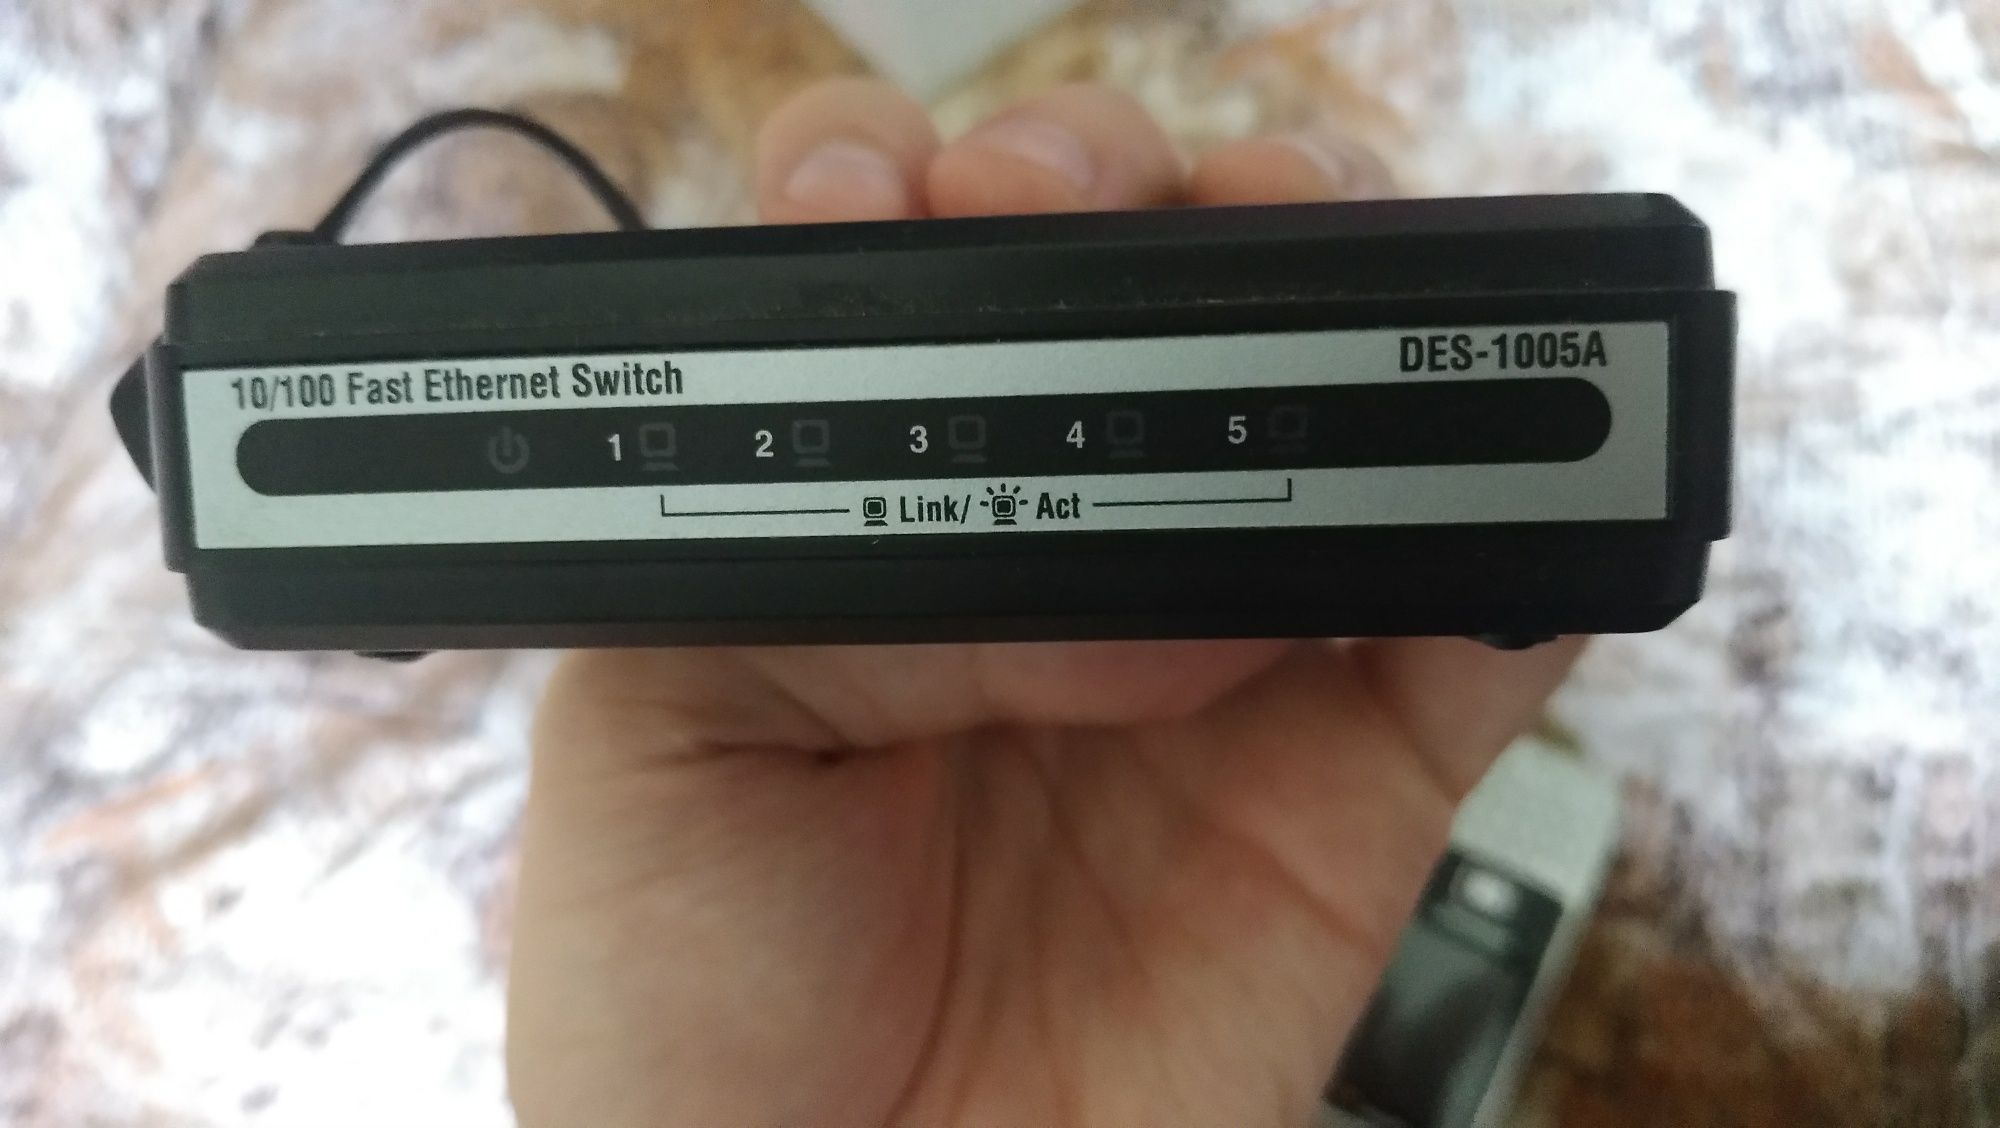 10/100 Fast Ethernet Switch
DES-1005A
1 2 3 4 5
Link/ Act